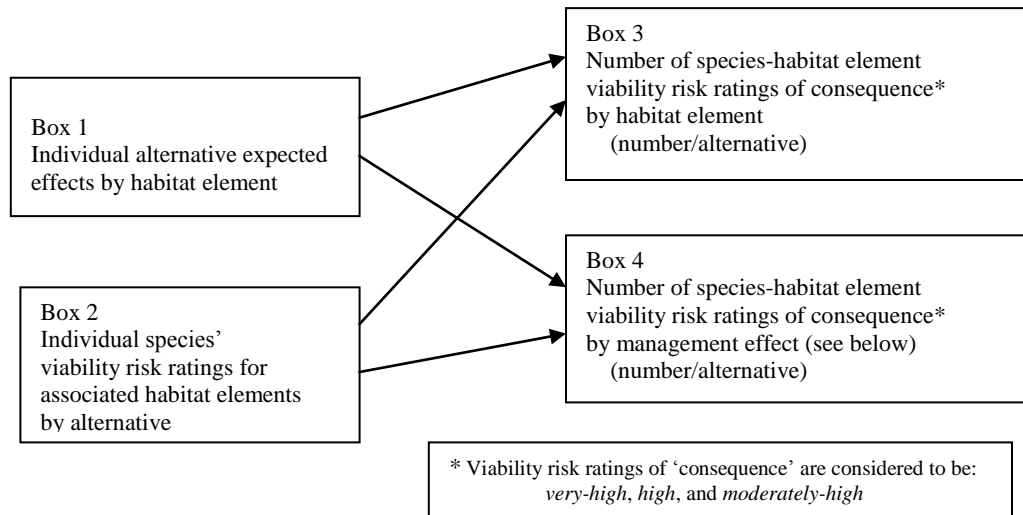 Box 1
Individual alternative expected
effects by habitat element
Box 2
Individual species’
viability risk ratings for
associated habitat elements
by alternative
Box 3
Number of species-habitat element
viability risk ratings of consequence*
by habitat element
(number/alternative)
Box 4
Number of species-habitat element
viability risk ratings of consequence*
by management effect (see below)
(number/alternative)
* Viability risk ratings of ‘consequence’ are considered to be:
very-high, high, and moderately-high